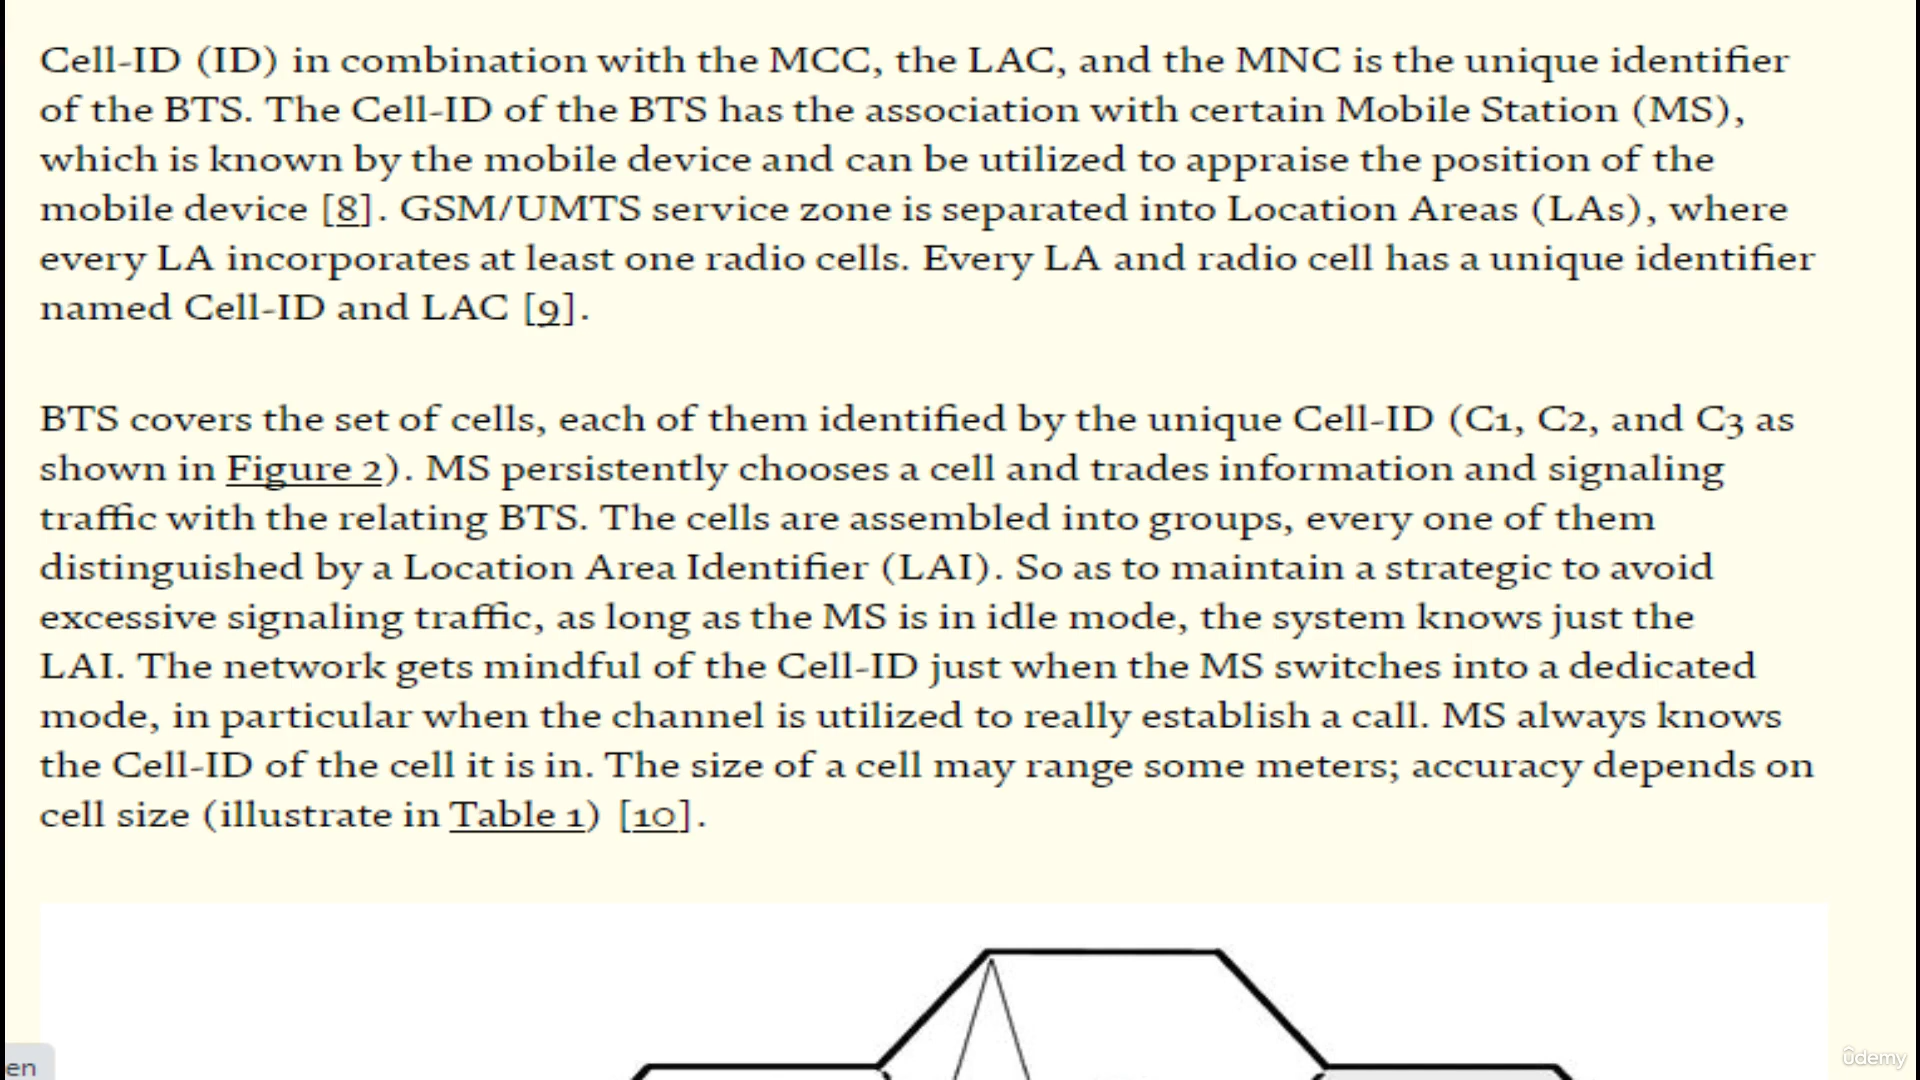 Cell-ID (ID) in combination with the MCC, the LAC, and the MNC is the unique identifier
of the BTS. The Cell-ID of the BTS has the association with certain Mobile Station (MS),
which is known by the mobile device and can be utilized to appraise the position of the
mobile device [8]. GSM/UMTS service zone is separated into Location Areas (LAs), where
every LA incorporates at least one radio cells. Every LA and radio cell has a unique identifier
named Cell-ID and LAC [9].
BTS covers the set of cells, each of them identified by the unique Cell-ID (C1, C2, and C3 as
shown in Figure 2). MS persistently chooses a cell and trades information and signaling
traffic with the relating BTS. The cells are assembled into groups, every one of them
distinguished by a Location Area Identifier (LAI). So as to maintain a strategic to avoid
excessive signaling traffic, as long as the MS is in idle mode, the system knows just the
LAI. The network gets mindful of the Cell-ID just when the MS switches into a dedicated
mode, in particular when the channel is utilized to really establish a call. MS always knows
the Cell-ID of the cell it is in. The size of a cell may range some meters; accuracy depends on
cell size (illustrate in Table 1) [10].
en
ûdemy